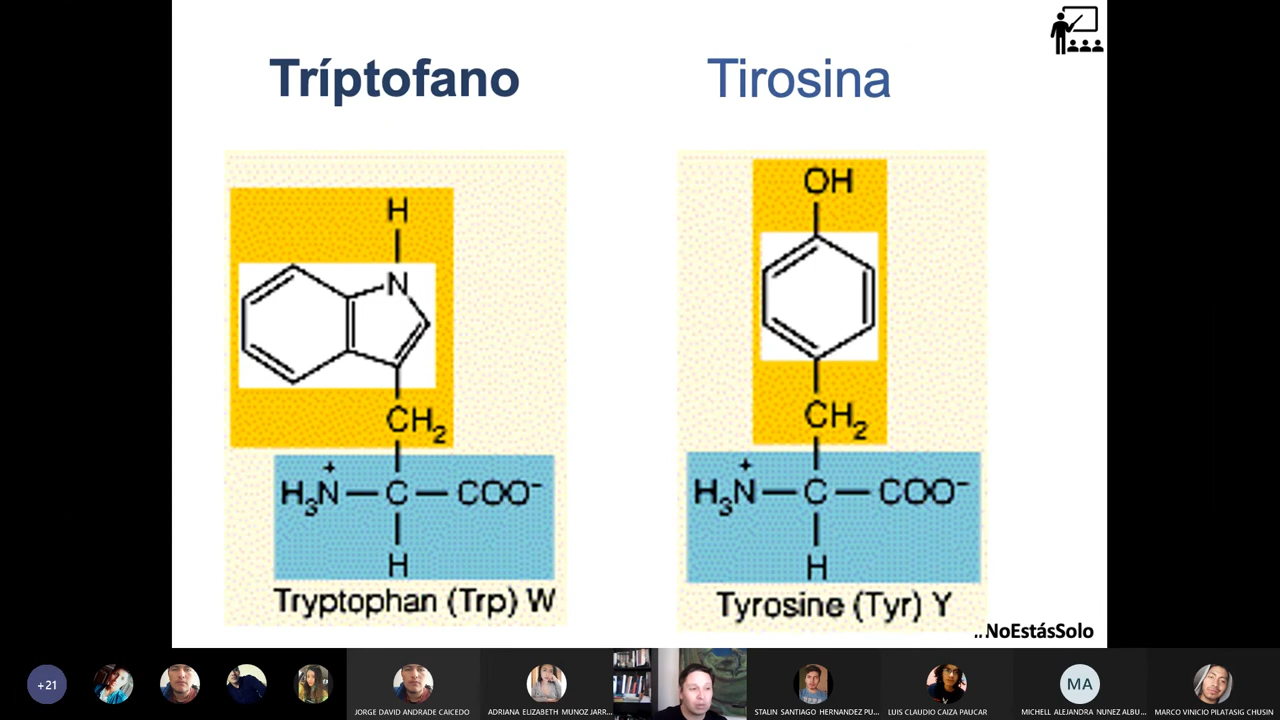 Tríptofano
Tirosina
H
N
CH2
H3N+ — C — COO-
H
Tryptophan (Trp) W
OH
CH2
H3N+ — C — COO-
H
Tyrosine (Tyr) Y
NoEstásSolo
+21
JORGE DAVID ANDRADE CAICEDO
ADRIANA ELIZABETH MUNOZ JARR...
STALIN SANTIAGO HERNANDEZ PU...
LUIS CLAUDIO CAIZA PAUCAR
MA
MICHELL ALEJANDRA NUNEZ ALBU...
MARCO VINICIO PILATASIG CHUSIN